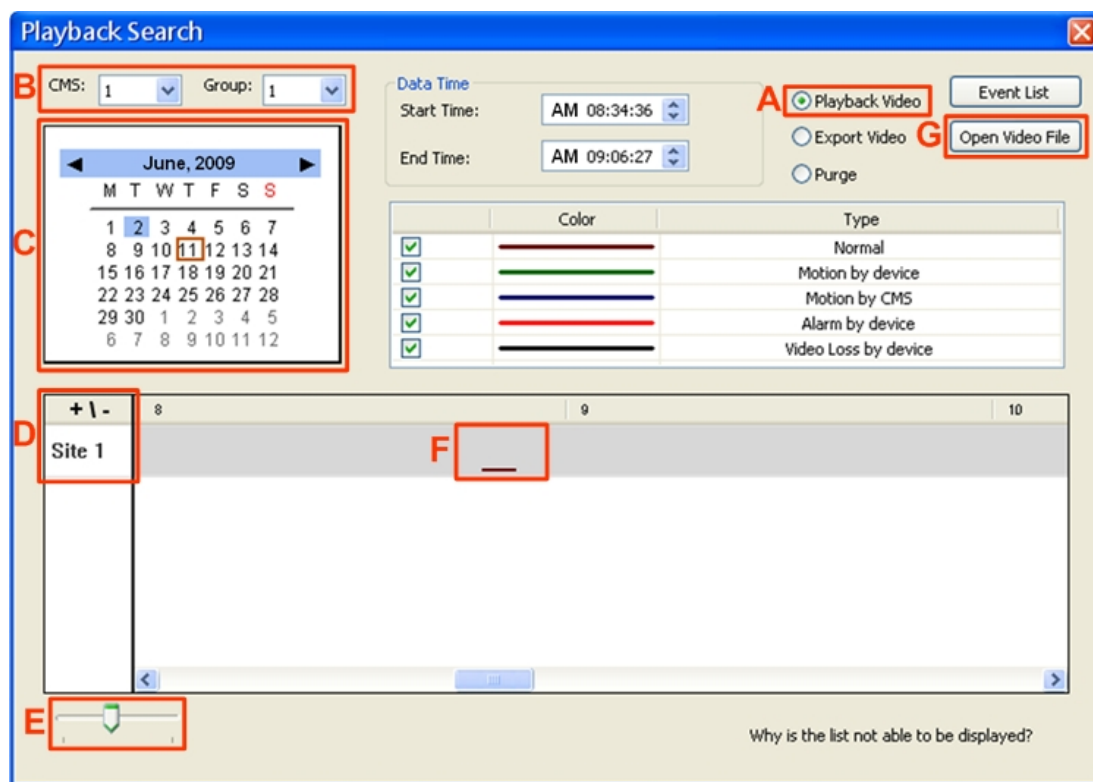 Playback Search
B CMS: 1 Group: 1
Data Time
Start Time: AM 08:34:36
End Time: AM 09:06:27
A Playback Video
Export Video
Purge
Event List
G Open Video File
C
June, 2009
M T W T F S S
1 2 3 4 5 6 7
8 9 10 11 12 13 14
15 16 17 18 19 20 21
22 23 24 25 26 27 28
29 30 1 2 3 4 5
6 7 8 9 10 11 12
Color Type
Normal
Motion by device
Motion by CMS
Alarm by device
Video Loss by device
+ \ - 8 9 10
D Site 1 F
E
Why is the list not able to be displayed?